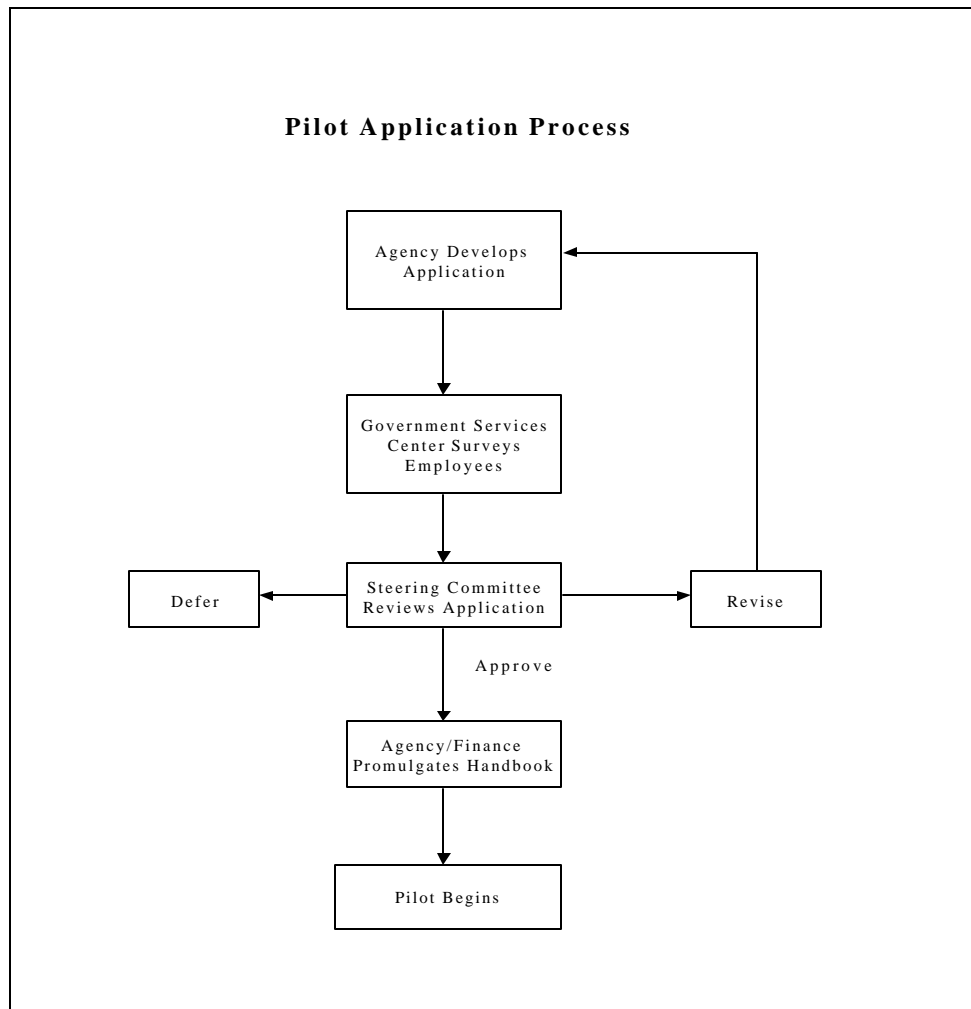 Pilot Application Process
Agency Develops
Application
Government Services
Center Surveys
Employees
Defer
Steering Committee
Reviews Application
Revise
Approve
Agency/Finance
Promulgates Handbook
Pilot Begins